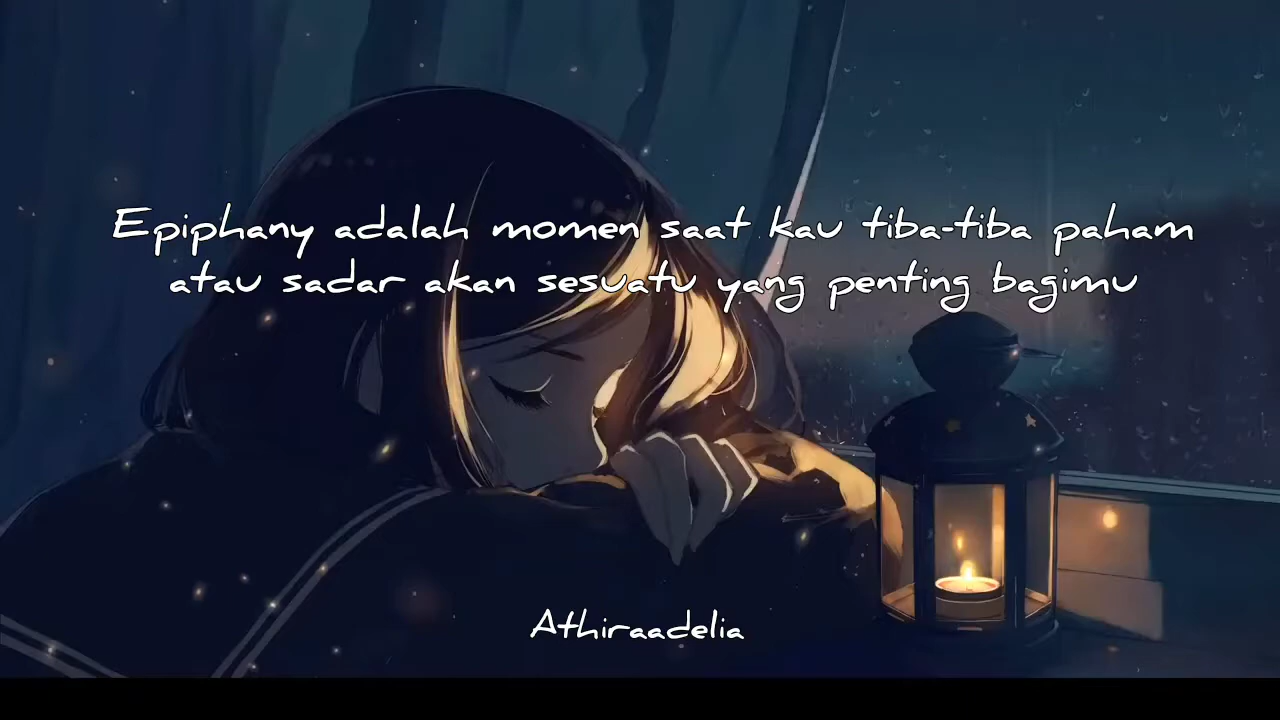 Epiphany adalah momen saat kau tiba-tiba paham
atau sadar akan sesuatu yang penting bagimu
Athiraadelia